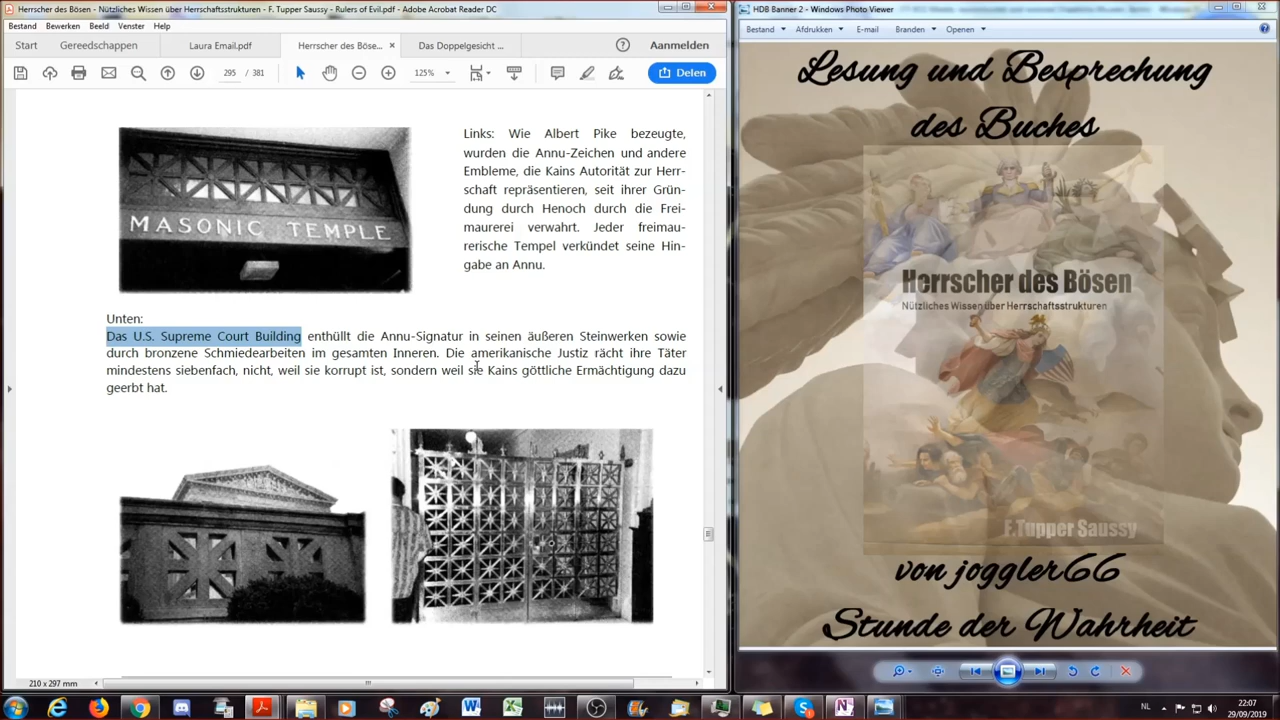 Herrscher des Bösen - Nützliches Wissen über Herrschaftsstrukturen - F. Tupper Saussy - Rulers of Evil.pdf - Adobe Acrobat Reader DC
Bestand Bewerken Beeld Venster Help
Start Gereedschappen Laura Email.pdf Herrscher des Böse... × Das Doppelgesicht ... Aanmelden
295 / 381 125% Delen
MASONIC TEMPLE
Links: Wie Albert Pike bezeugte,
wurden die Annu-Zeichen und andere
Embleme, die Kains Autorität zur Herr-
schaft repräsentieren, seit ihrer Grün-
dung durch Henoch durch die Frei-
maurerei verwahrt. Jeder freimau-
rerische Tempel verkündet seine Hin-
gabe an Annu.
Unten:
Das U.S. Supreme Court Building enthüllt die Annu-Signatur in seinen äußeren Steinwerken sowie
durch bronzene Schmiedearbeiten im gesamten Inneren. Die amerikanische Justiz rächt ihre Täter
mindestens siebenfach, nicht, weil sie korrupt ist, sondern weil sie Kains göttliche Ermächtigung dazu
geerbt hat.
210 x 297 mm
HDB Banner 2 - Windows Photo Viewer
Bestand Afdrukken E-mail Branden Openen
Lesung und Besprechung
des Buches
Herrscher des Bösen
Nützliches Wissen über Herrschaftsstrukturen
F.Tupper Saussy
von joggler66
Stunde der Wahrheit
NL 22:07
29/09/2019